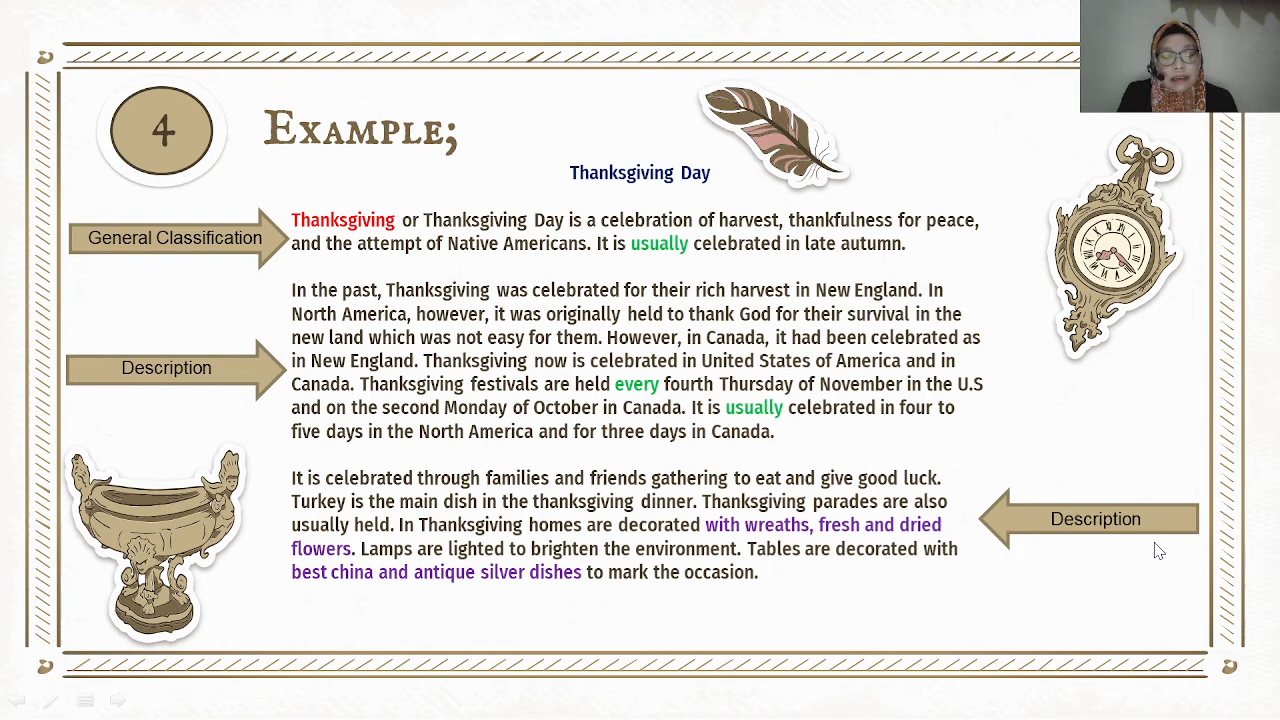 4
Example;
Thanksgiving Day
General Classification
Thanksgiving or Thanksgiving Day is a celebration of harvest, thankfulness for peace,
and the attempt of Native Americans. It is usually celebrated in late autumn.
Description
In the past, Thanksgiving was celebrated for their rich harvest in New England. In
North America, however, it was originally held to thank God for their survival in the
new land which was not easy for them. However, in Canada, it had been celebrated as
in New England. Thanksgiving now is celebrated in United States of America and in
Canada. Thanksgiving festivals are held every fourth Thursday of November in the U.S
and on the second Monday of October in Canada. It is usually celebrated in four to
five days in the North America and for three days in Canada.
It is celebrated through families and friends gathering to eat and give good luck.
Turkey is the main dish in the thanksgiving dinner. Thanksgiving parades are also
usually held. In Thanksgiving homes are decorated with wreaths, fresh and dried
flowers. Lamps are lighted to brighten the environment. Tables are decorated with
best china and antique silver dishes to mark the occasion.
Description